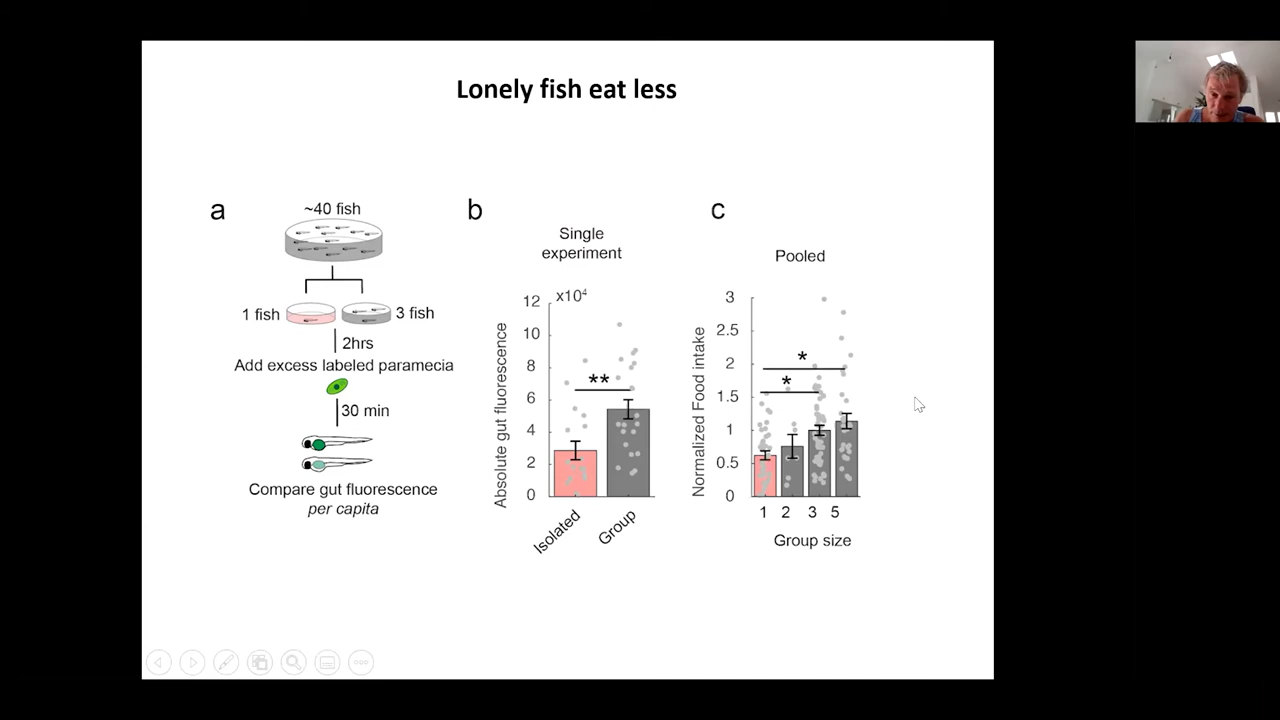 Lonely fish eat less
a
~40 fish
1 fish
3 fish
2hrs
Add excess labeled paramecia
30 min
Compare gut fluorescence
per capita
b
Single
experiment
x10⁴
Absolute gut fluorescence
12
10
8
6
4
2
0
**
Isolated
Group
c
Pooled
Normalized Food intake
3
2.5
2
1.5
1
0.5
0
*
*
1 2 3 5
Group size